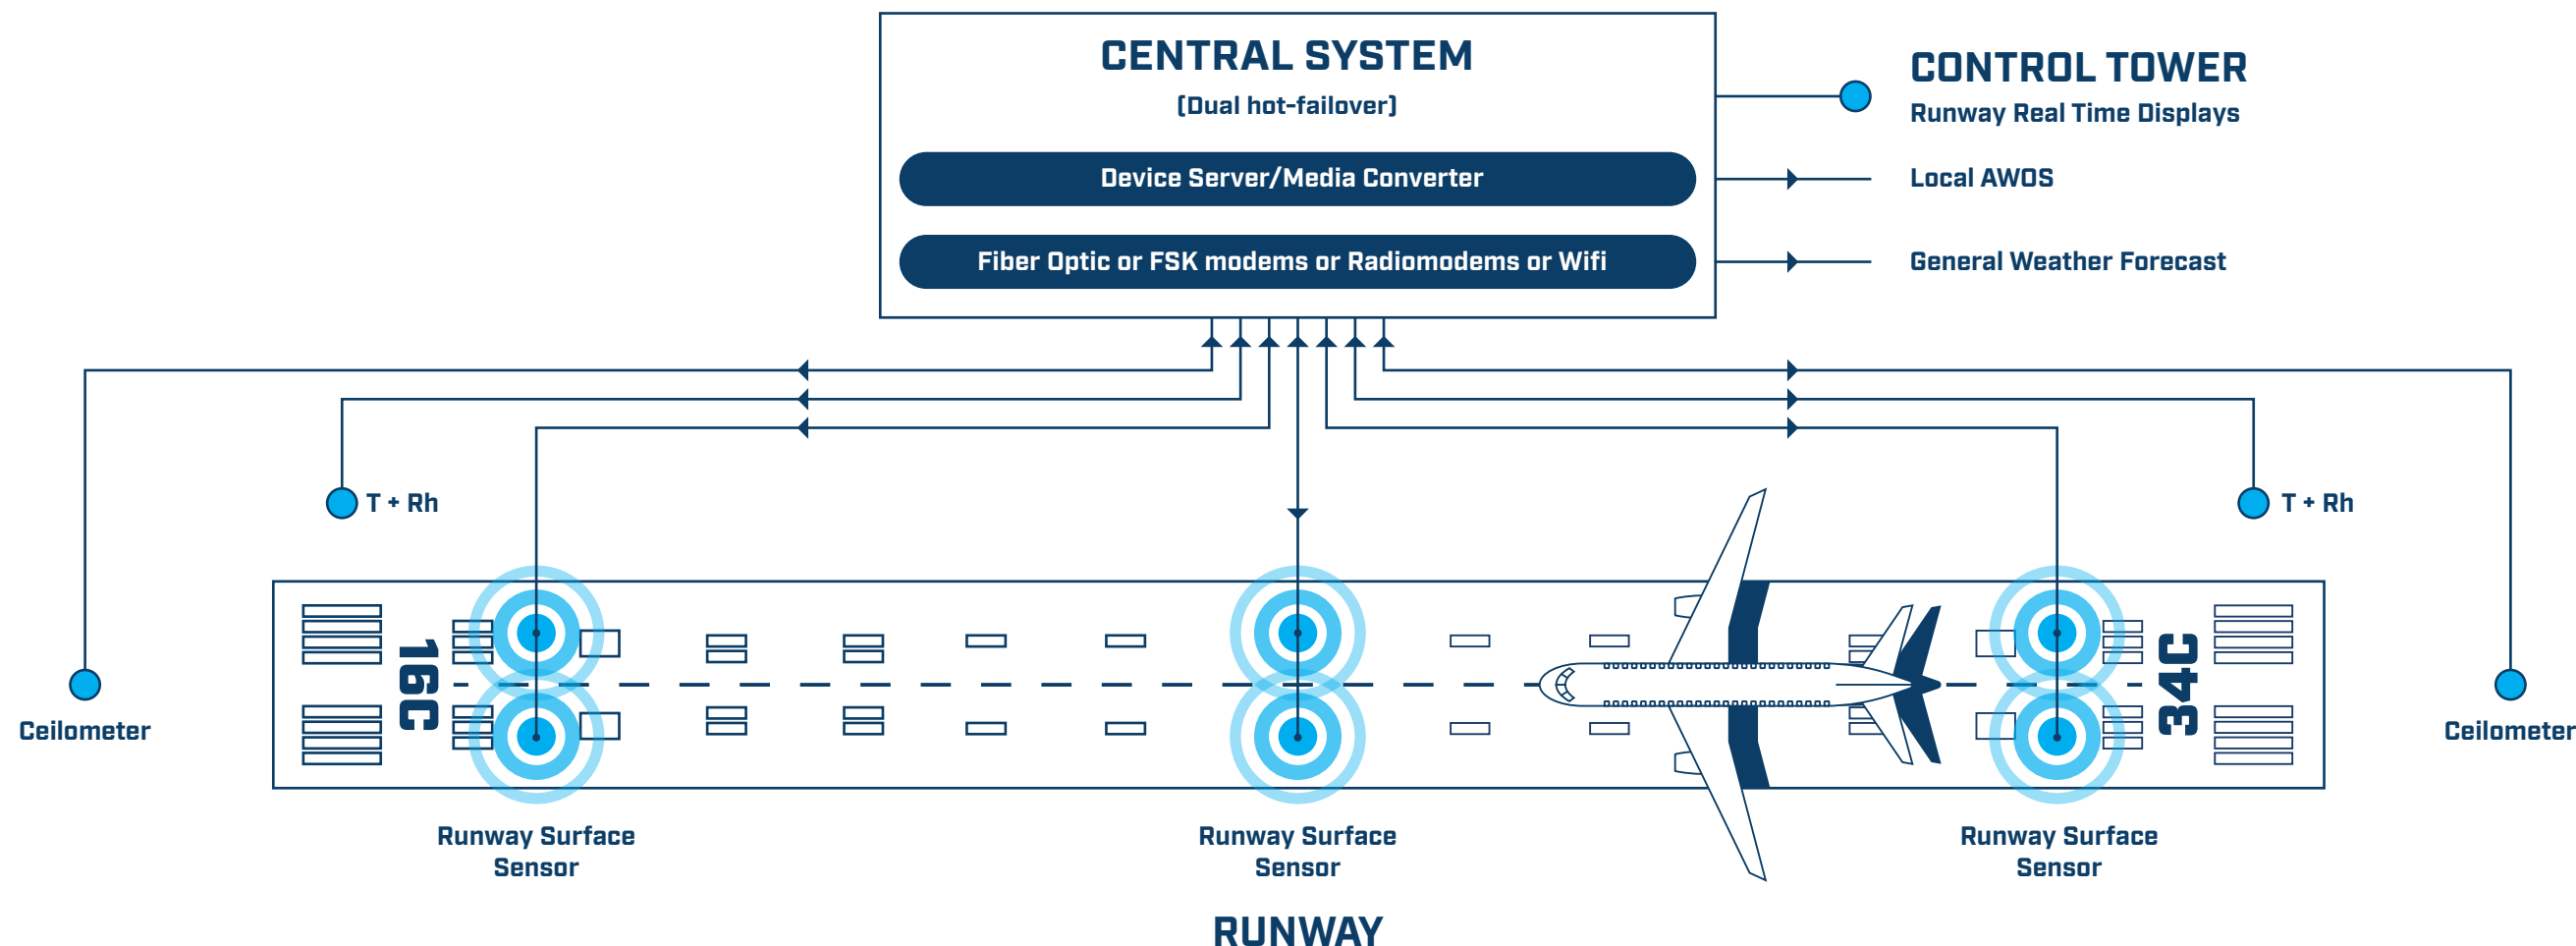 CENTRAL SYSTEM
(Dual hot-failover)
Device Server/Media Converter
Fiber Optic or FSK modems or Radiomodems or Wifi
CONTROL TOWER
Runway Real Time Displays
Local AWOS
General Weather Forecast
T + Rh
T + Rh
16C
34C
Ceilometer
Ceilometer
Runway Surface
Sensor
Runway Surface
Sensor
Runway Surface
Sensor
RUNWAY